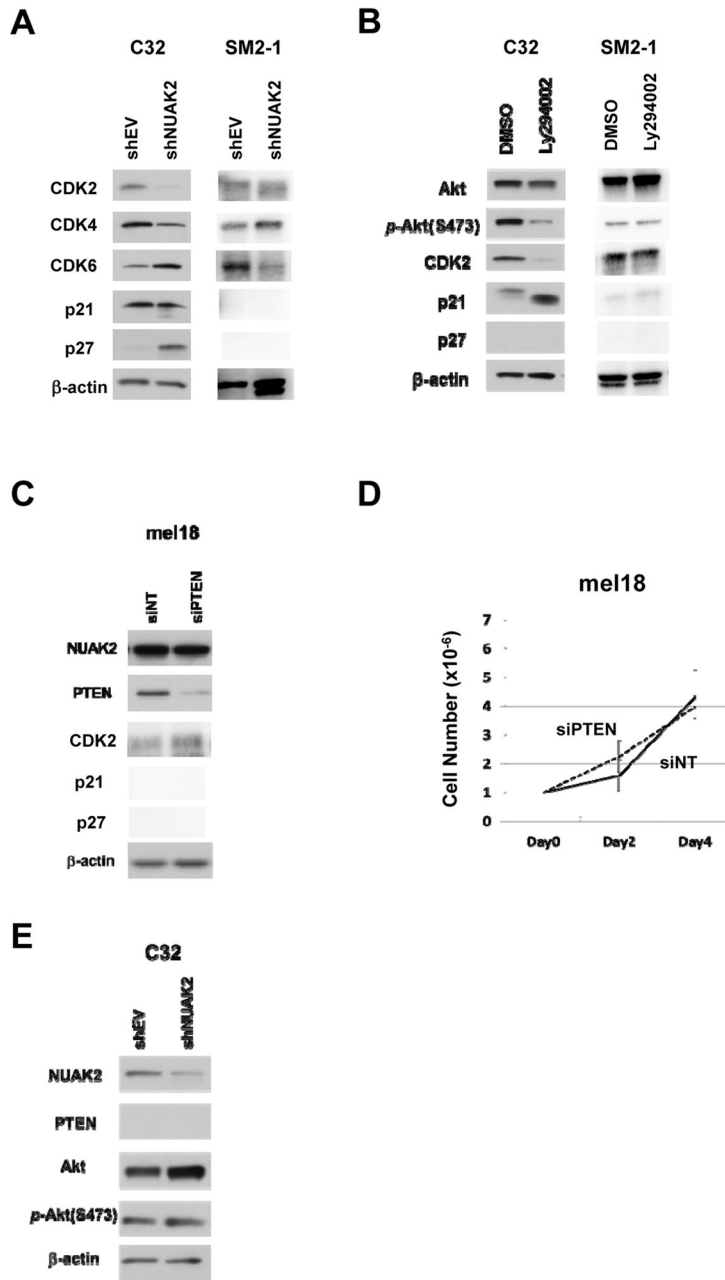 A
C32 SM2-1
shEV shNUAK2 shEV shNUAK2
CDK2
CDK4
CDK6
p21
p27
β-actin
B
C32 SM2-1
DMSO Ly294002 DMSO Ly294002
Akt
p-Akt(S473)
CDK2
p21
p27
β-actin
C
mel18
siNT siPTEN
NUAK2
PTEN
CDK2
p21
p27
β-actin
D
mel18
Cell Number (x10-6)
7
6
5
4
3
2
1
0
siPTEN
siNT
Day0 Day2 Day4
E
C32
shEV shNUAK2
NUAK2
PTEN
Akt
p-Akt(S473)
β-actin